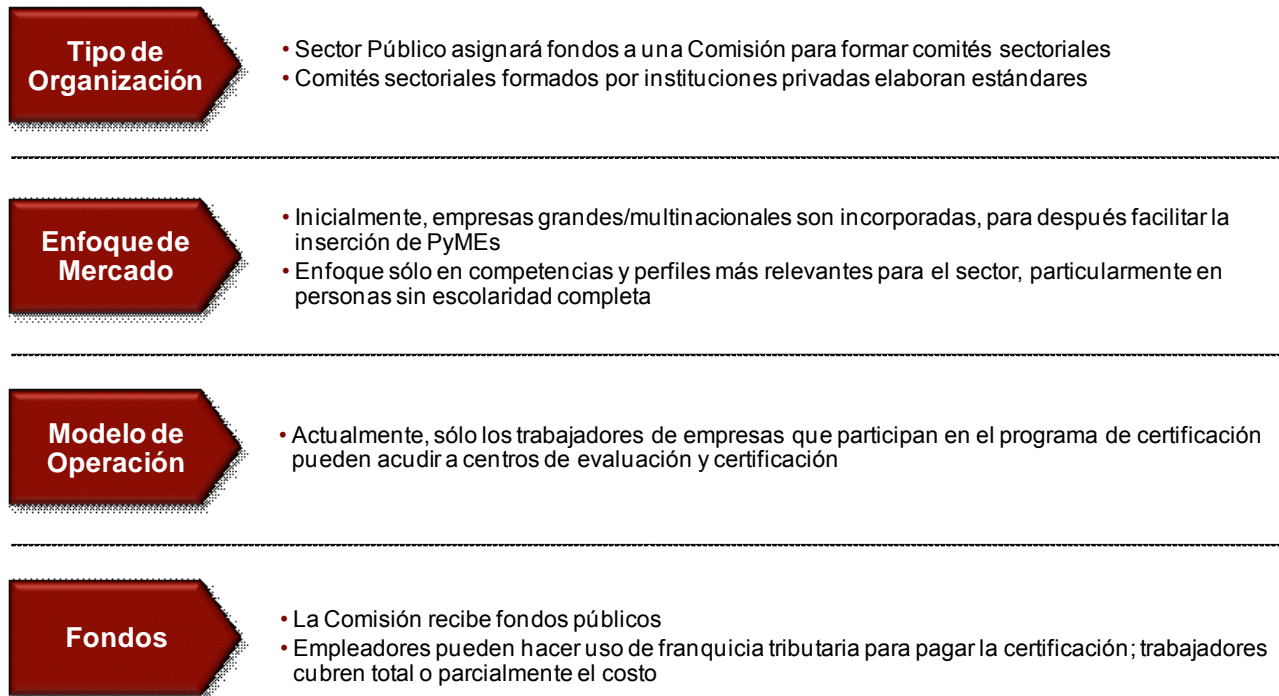 Tipo de
Organización
• Sector Público asignará fondos a una Comisión para formar comités sectoriales
• Comités sectoriales formados por instituciones privadas elaboran estándares
Enfoque de
Mercado
• Inicialmente, empresas grandes/multinacionales son incorporadas, para después facilitar la
inserción de PyMEs
• Enfoque sólo en competencias y perfiles más relevantes para el sector, particularmente en
personas sin escolaridad completa
Modelo de
Operación
• Actualmente, sólo los trabajadores de empresas que participan en el programa de certificación
pueden acudir a centros de evaluación y certificación
Fondos
• La Comisión recibe fondos públicos
• Empleadores pueden hacer uso de franquicia tributaria para pagar la certificación; trabajadores
cubren total o parcialmente el costo